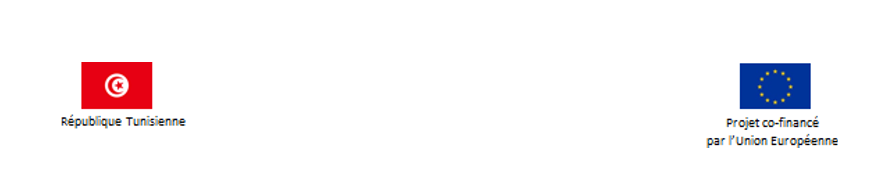 République Tunisienne
Projet co-financé
par l'Union Européenne